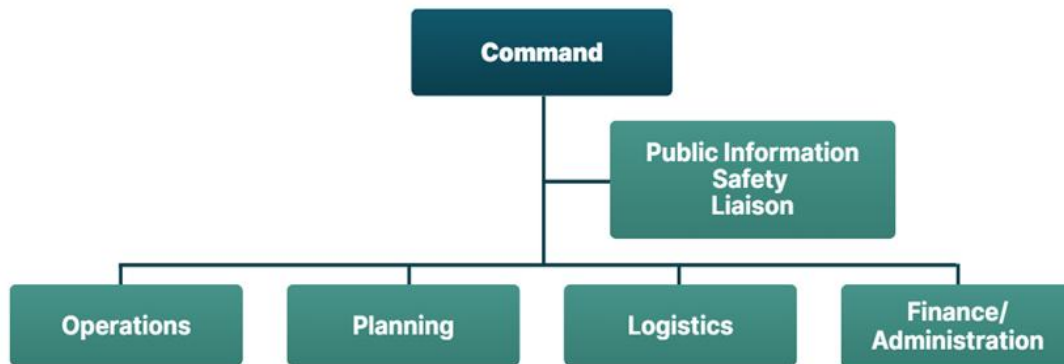 Command
Public Information
Safety
Liaison
Operations
Planning
Logistics
Finance/
Administration